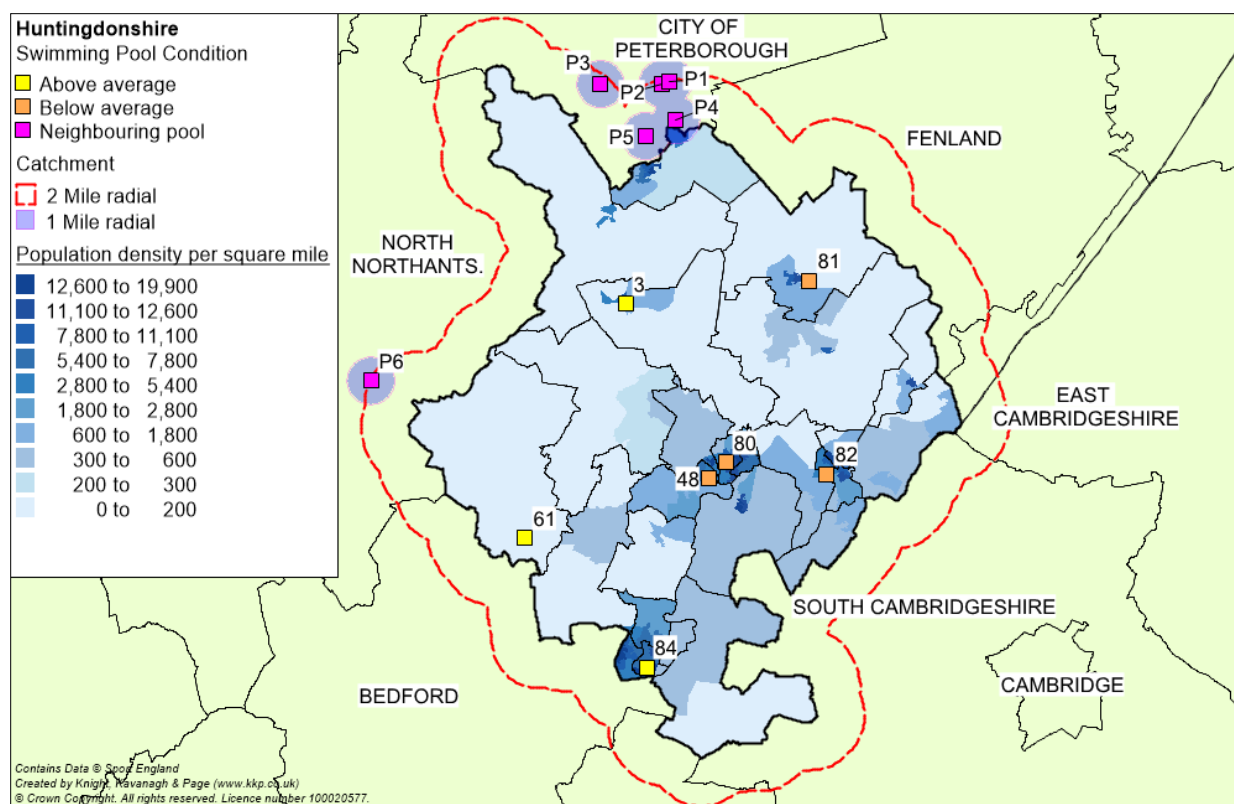 Huntingdonshire
Swimming Pool Condition
Above average
Below average
Neighbouring pool
Catchment
2 Mile radial
1 Mile radial
Population density per square mile
12,600 to 19,900
11,100 to 12,600
7,800 to 11,100
5,400 to 7,800
2,800 to 5,400
1,800 to 2,800
600 to 1,800
300 to 600
200 to 300
0 to 200
CITY OF
PETERBOROUGH
P3
P2
P1
P4
P5
FENLAND
NORTH
NORTHANTS.
81
3
P6
EAST
CAMBRIDGESHIRE
80
82
48
61
SOUTH CAMBRIDGESHIRE
84
BEDFORD
CAMBRIDGE
Contains Data © Sport England
Created by Knight, Kavanagh & Page (www.kkp.co.uk)
© Crown Copyright. All rights reserved. Licence number 100020577.